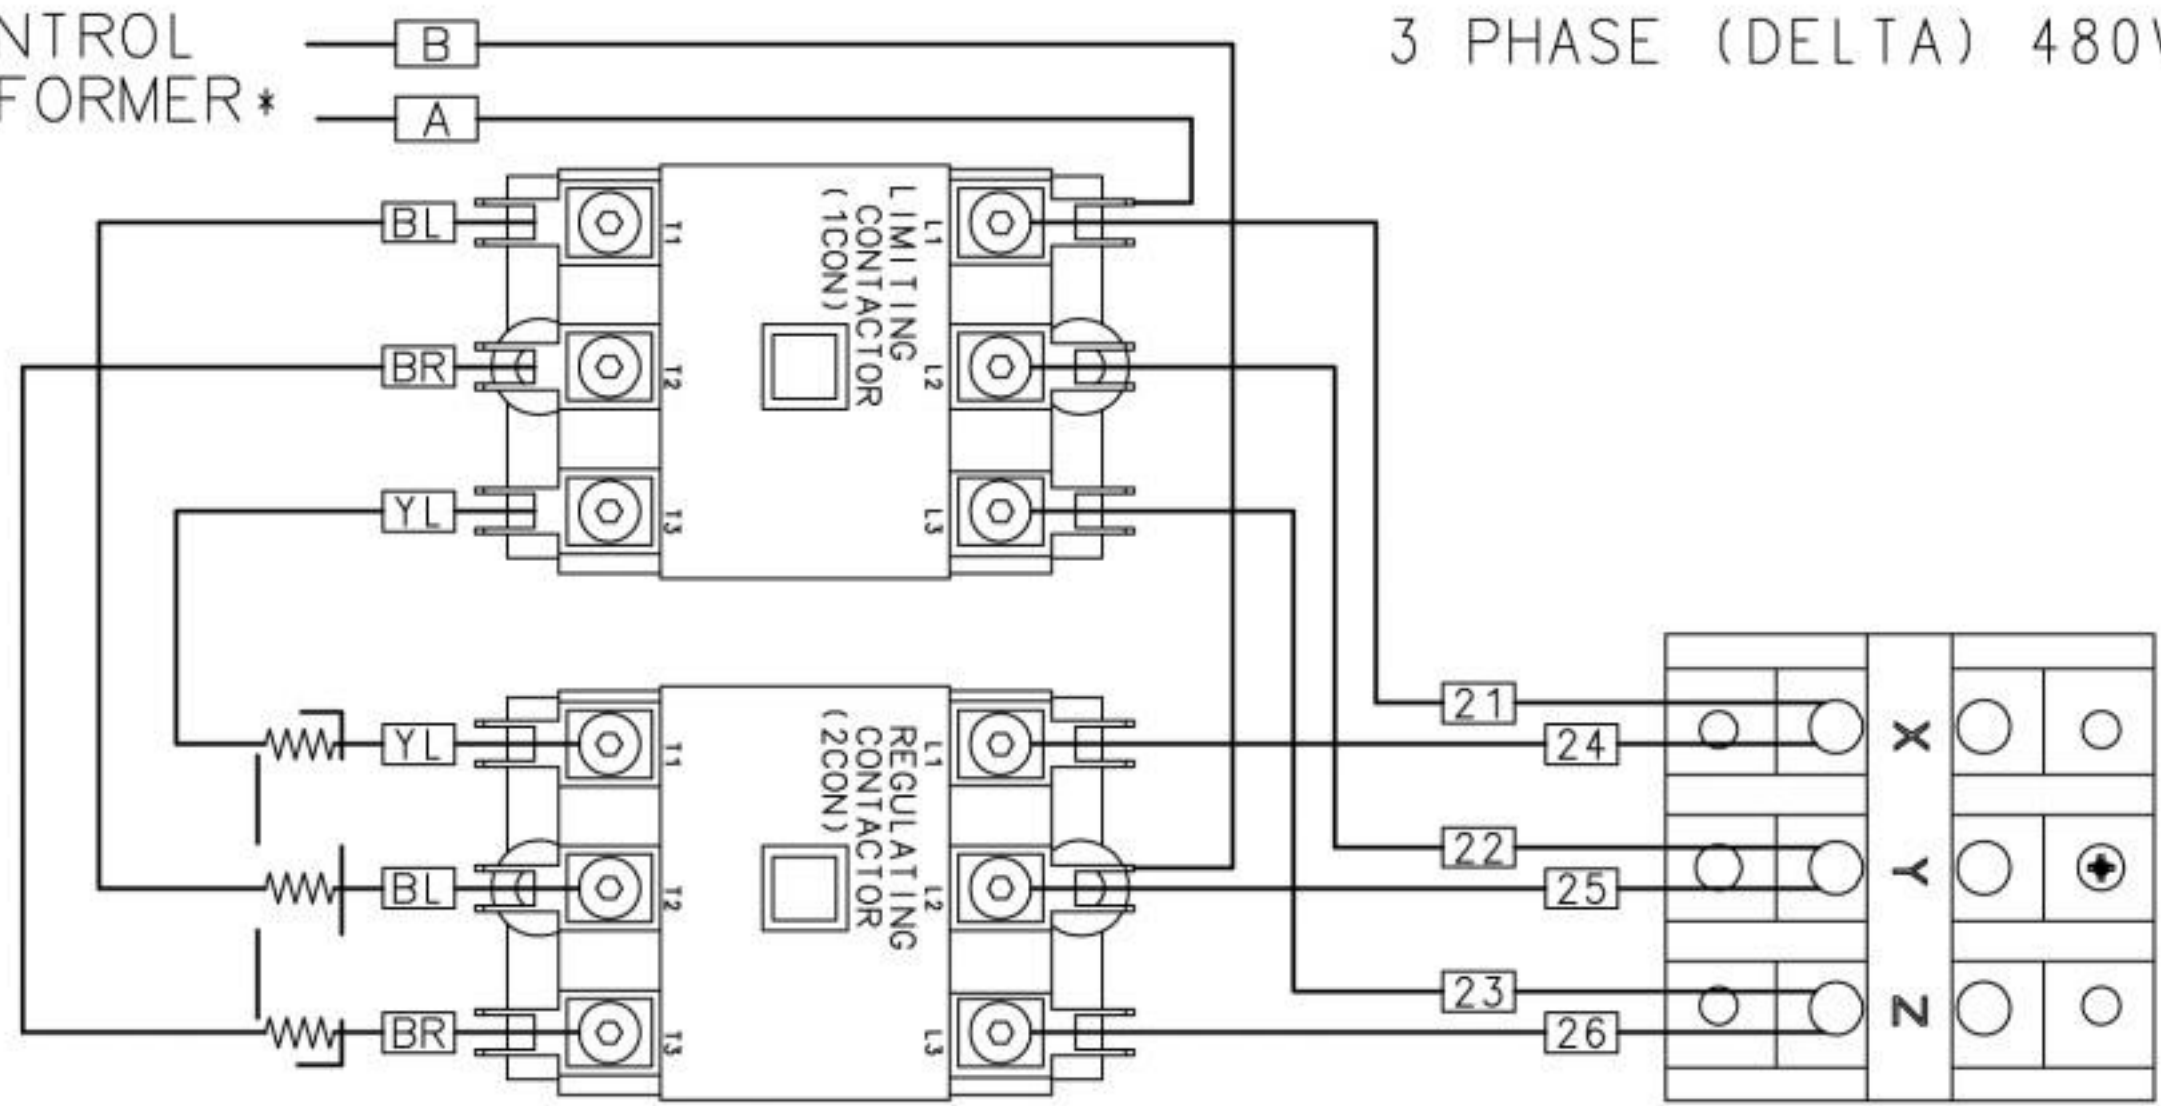 NTROL
FORMER*
B
A
3 PHASE (DELTA) 480V
BL
BR
YL
T1
T2
T3
LIMITING
CONTACTOR
(1CON)
L1
L2
L3
YL
BL
BR
T1
T2
T3
REGULATING
CONTACTOR
(2CON)
L1
L2
L3
21
24
22
25
23
26
X
Y
Z